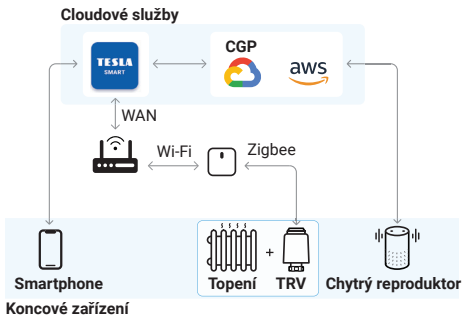 Cloudové služby
TESLA
SMART
CGP
aws
WAN
Wi-Fi
Zigbee
Smartphone
Topení + TRV
Chytrý reproduktor
Koncové zařízení